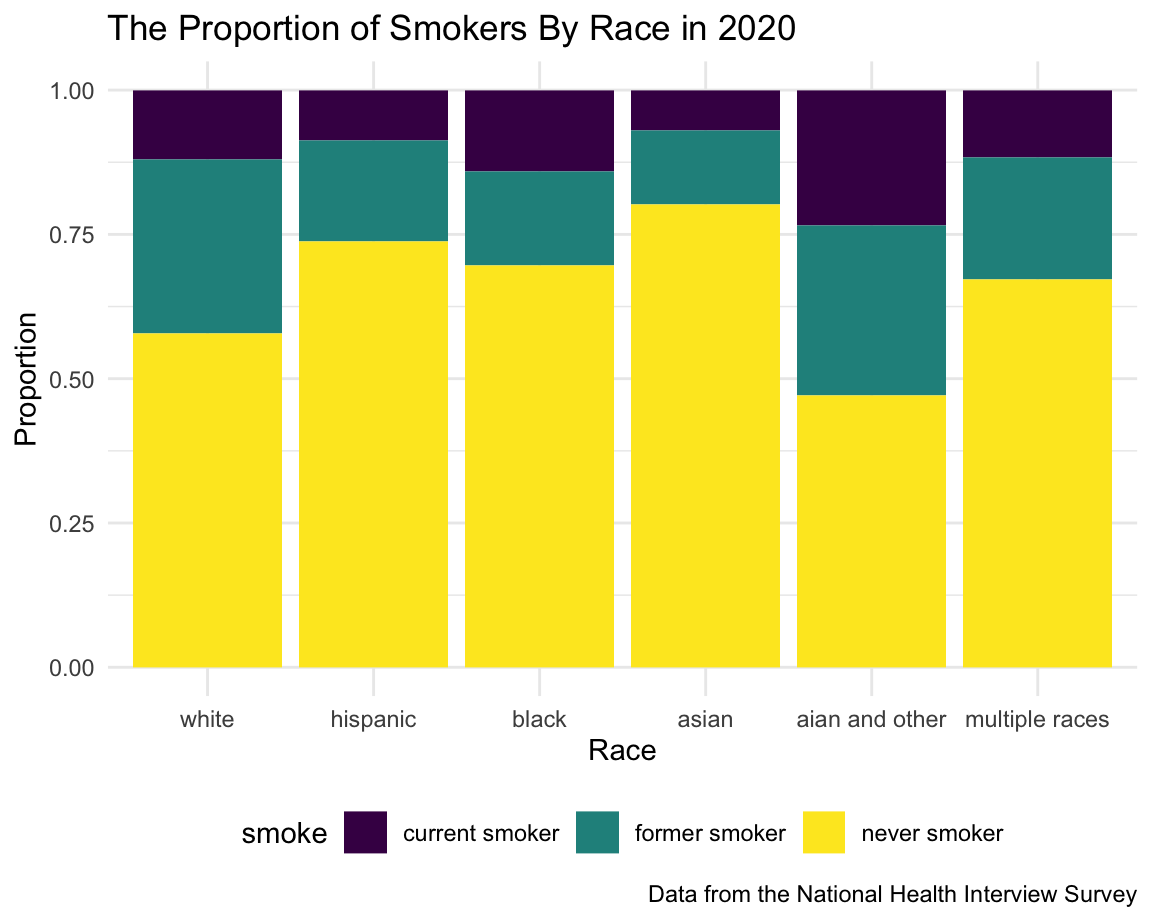 The Proportion of Smokers By Race in 2020
1.00
0.75
0.50
0.25
0.00
Proportion
white hispanic black asian aian and other multiple races
Race
smoke current smoker former smoker never smoker
Data from the National Health Interview Survey